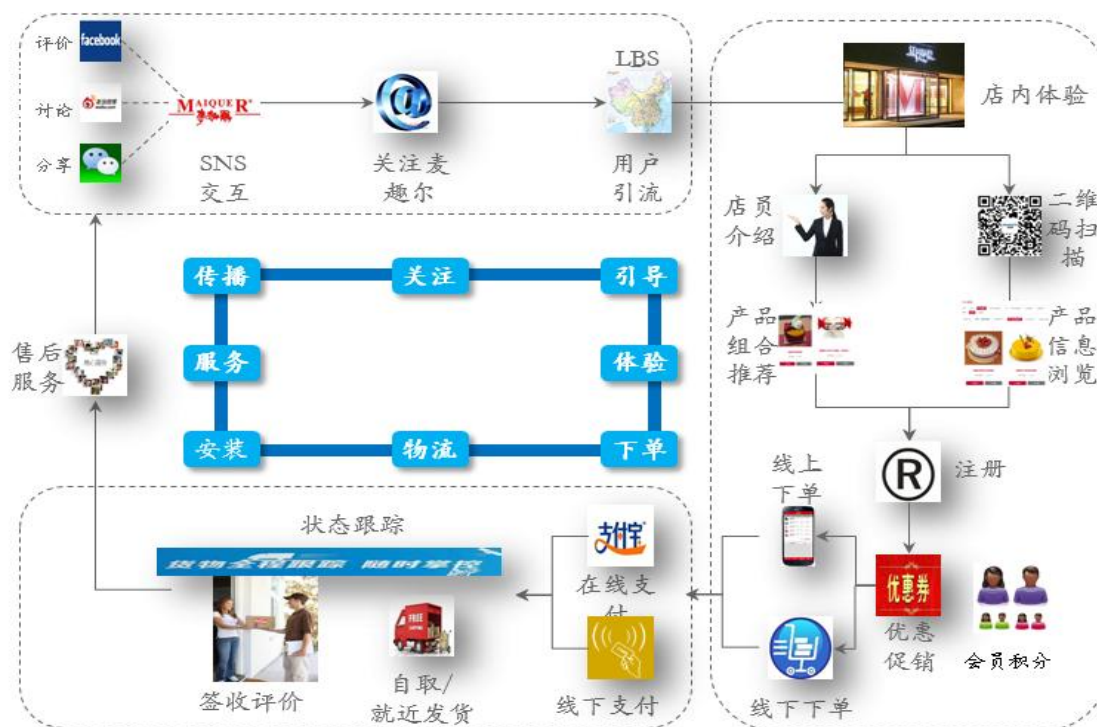 评价
facebook
讨论
分享
MAIQUER®
麦趣尔
SNS
交互
关注麦
趣尔
LBS
用户
引流
店内体验
店员
介绍
二维
码扫
描
产品
组合
推荐
产品
信息
浏览
传播
关注
引导
服务
体验
安装
物流
下单
售后
服务
注册
线上
下单
优惠券
优惠
促销
会员积分
线下下单
状态跟踪
货物全程跟踪 随时掌控
支付宝
在线支
付
FREE
签收评价
自取/
就近发货
线下支付